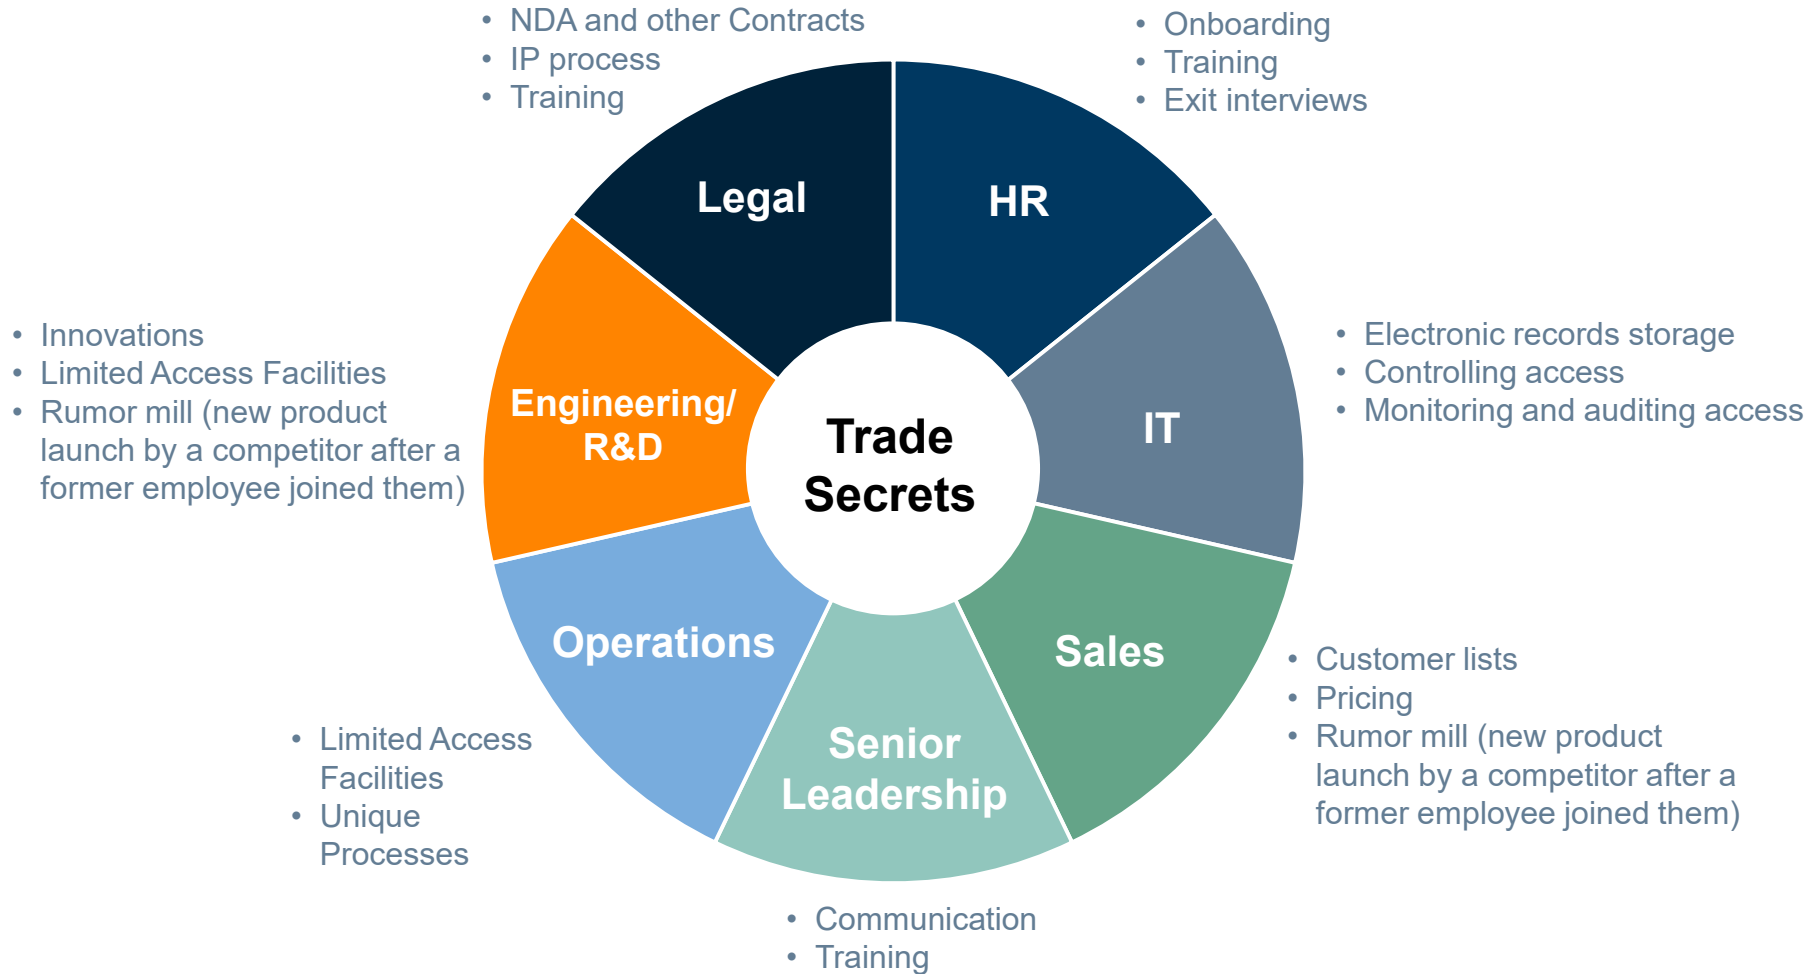 • NDA and other Contracts
• IP process
• Training
• Onboarding
• Training
• Exit interviews
Legal
HR
• Innovations
• Limited Access Facilities
• Rumor mill (new product
launch by a competitor after a
former employee joined them)
Engineering/
R&D
Trade
Secrets
IT
• Electronic records storage
• Controlling access
• Monitoring and auditing access
Operations
Sales
Senior
Leadership
• Customer lists
• Pricing
• Rumor mill (new product
launch by a competitor after a
former employee joined them)
• Limited Access
Facilities
• Unique
Processes
• Communication
• Training